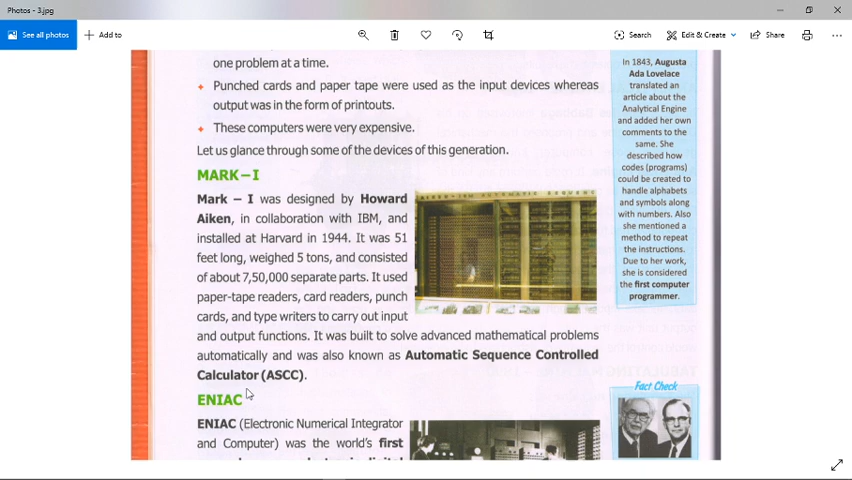 Photos - 3.jpg
See all photos
Add to
Search
Edit & Create
Share
one problem at a time.
Punched cards and paper tape were used as the input devices whereas
output was in the form of printouts.
These computers were very expensive.
Let us glance through some of the devices of this generation.
MARK – I
Mark – I was designed by Howard
Aiken, in collaboration with IBM, and
installed at Harvard in 1944. It was 51
feet long, weighed 5 tons, and consisted
of about 7,50,000 separate parts. It used
paper-tape readers, card readers, punch
cards, and type writers to carry out input
and output functions. It was built to solve advanced mathematical problems
automatically and was also known as Automatic Sequence Controlled
Calculator (ASCC).
ENIAC
ENIAC (Electronic Numerical Integrator
and Computer) was the world's first
In 1843, Augusta
Ada Lovelace
translated an
article about the
Analytical Engine
and added her own
comments to the
same. She
described how
codes (programs)
could be created to
handle alphabets
and symbols along
with numbers. Also
she mentioned a
method to repeat
the instructions.
Due to her work,
she is considered
the first computer
programmer.
Fact Check